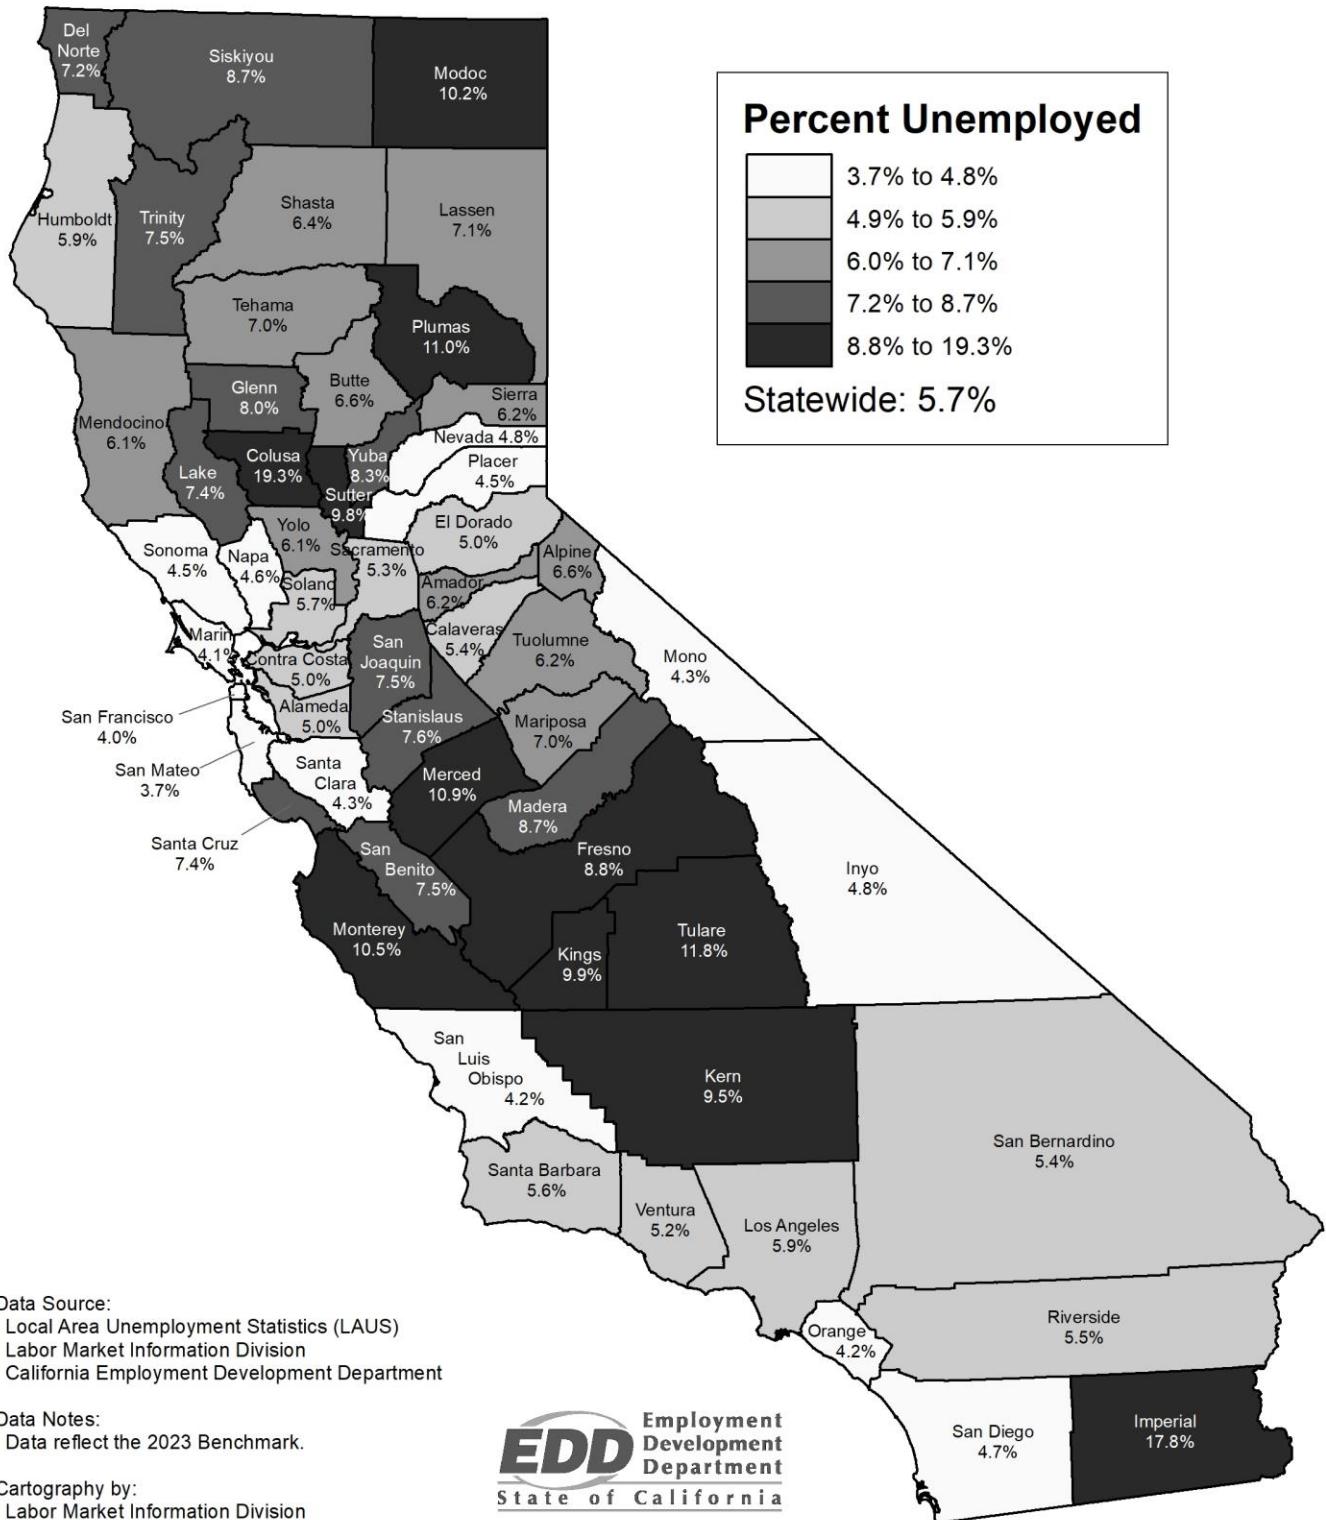 Del
Norte
7.2%
Siskiyou
8.7%
Modoc
10.2%
Percent Unemployed
3.7% to 4.8%
4.9% to 5.9%
6.0% to 7.1%
7.2% to 8.7%
8.8% to 19.3%
Statewide: 5.7%
Humboldt
5.9%
Trinity
7.5%
Shasta
6.4%
Lassen
7.1%
Tehama
7.0%
Plumas
11.0%
Mendocino
6.1%
Glenn
8.0%
Butte
6.6%
Sierra
6.2%
Nevada 4.8%
Lake
7.4%
Colusa
19.3%
Yuba
8.3%
Sutter
9.8%
Placer
4.5%
El Dorado
5.0%
Sonoma
4.5%
Napa
4.6%
Yolo
6.1%
Solano
5.7%
Sacramento
5.3%
Amador
6.2%
Alpine
6.6%
Marin
4.1%
Contra Costa
5.0%
San
Joaquin
7.5%
Calaveras
5.4%
Tuolumne
6.2%
Mono
4.3%
San Francisco
4.0%
Alameda
5.0%
Stanislaus
7.6%
Mariposa
7.0%
San Mateo
3.7%
Santa
Clara
4.3%
Merced
10.9%
Madera
8.7%
Santa Cruz
7.4%
San
Benito
7.5%
Fresno
8.8%
Inyo
4.8%
Monterey
10.5%
Kings
9.9%
Tulare
11.8%
San
Luis
Obispo
4.2%
Kern
9.5%
San Bernardino
5.4%
Santa Barbara
5.6%
Ventura
5.2%
Los Angeles
5.9%
Orange
4.2%
Riverside
5.5%
San Diego
4.7%
Imperial
17.8%
Data Source:
Local Area Unemployment Statistics (LAUS)
Labor Market Information Division
California Employment Development Department
Data Notes:
Data reflect the 2023 Benchmark.
Cartography by:
Labor Market Information Division
EDD
Employment
Development
Department
State of California